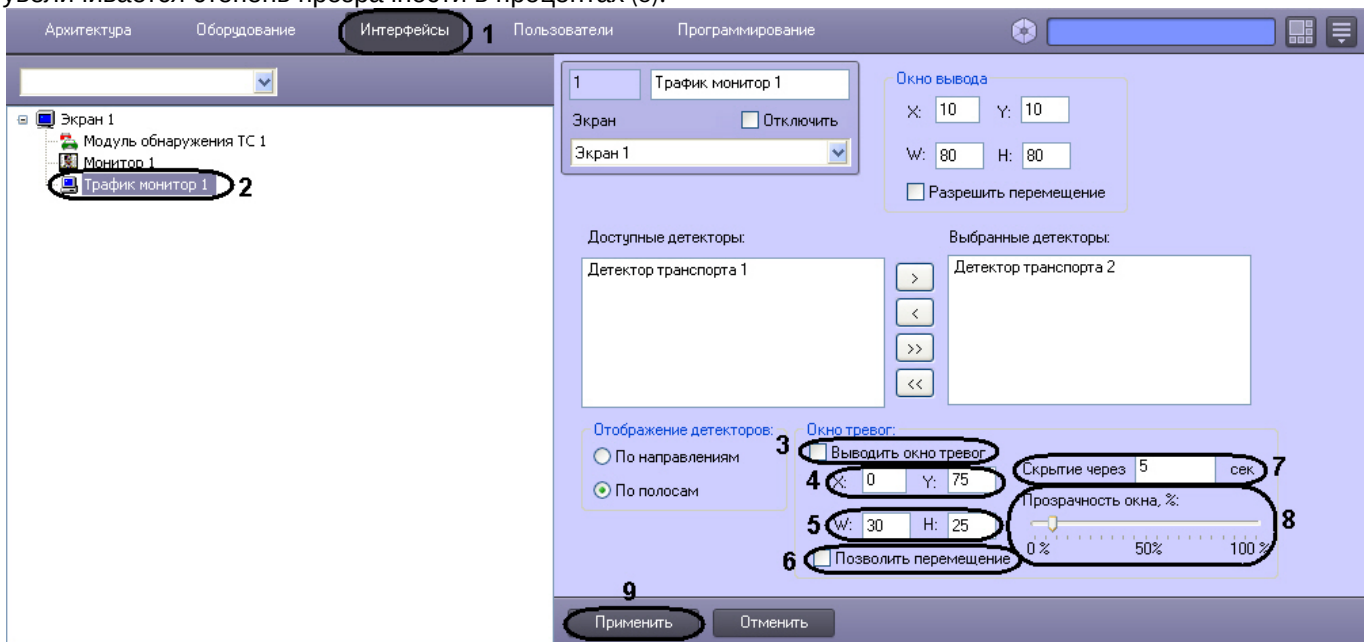 увеличивается степень прозрачности в процентах (8).
Архитектура Оборудование Интерфейсы 1 Пользователи Программирование
1 Трафик монитор 1
Экран Отключить
Экран 1
Окно вывода
X: 10 Y: 10
W: 80 H: 80
Разрешить перемещение
Экран 1
Модуль обнаружения ТС 1
Монитор 1
Трафик монитор 1 2
Доступные детекторы: Выбранные детекторы:
Детектор транспорта 1 > Детектор транспорта 2
<
>>
<<
Отображение детекторов:
По направлениям
По полосам
Окно тревог:
3 Выводить окно тревог
4 X: 0 Y: 75
5 W: 30 H: 25
6 Позволить перемещение
Скрытие через 5 сек 7
Прозрачность окна, %:
8
0 % 50% 100 %
9
Применить Отменить